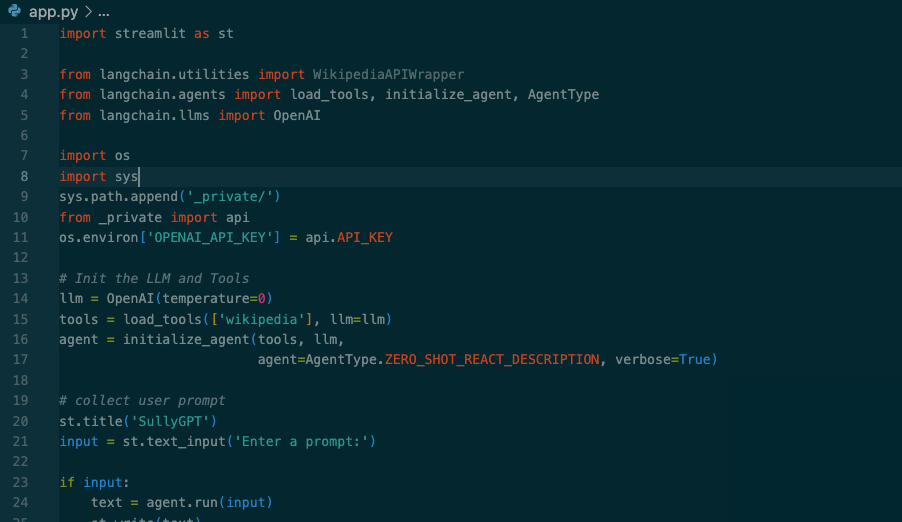 app.py > ...
1 import streamlit as st
2
3 from langchain.utilities import WikipediaAPIWrapper
4 from langchain.agents import load_tools, initialize_agent, AgentType
5 from langchain.llms import OpenAI
6
7 import os
8 import sys
9 sys.path.append('_private/')
10 from _private import api
11 os.environ['OPENAI_API_KEY'] = api.API_KEY
12
13 # Init the LLM and Tools
14 llm = OpenAI(temperature=0)
15 tools = load_tools(['wikipedia'], llm=llm)
16 agent = initialize_agent(tools, llm,
17                          agent=AgentType.ZERO_SHOT_REACT_DESCRIPTION, verbose=True)
18
19 # collect user prompt
20 st.title('SullyGPT')
21 input = st.text_input('Enter a prompt:')
22
23 if input:
24     text = agent.run(input)
25     st.write(text)